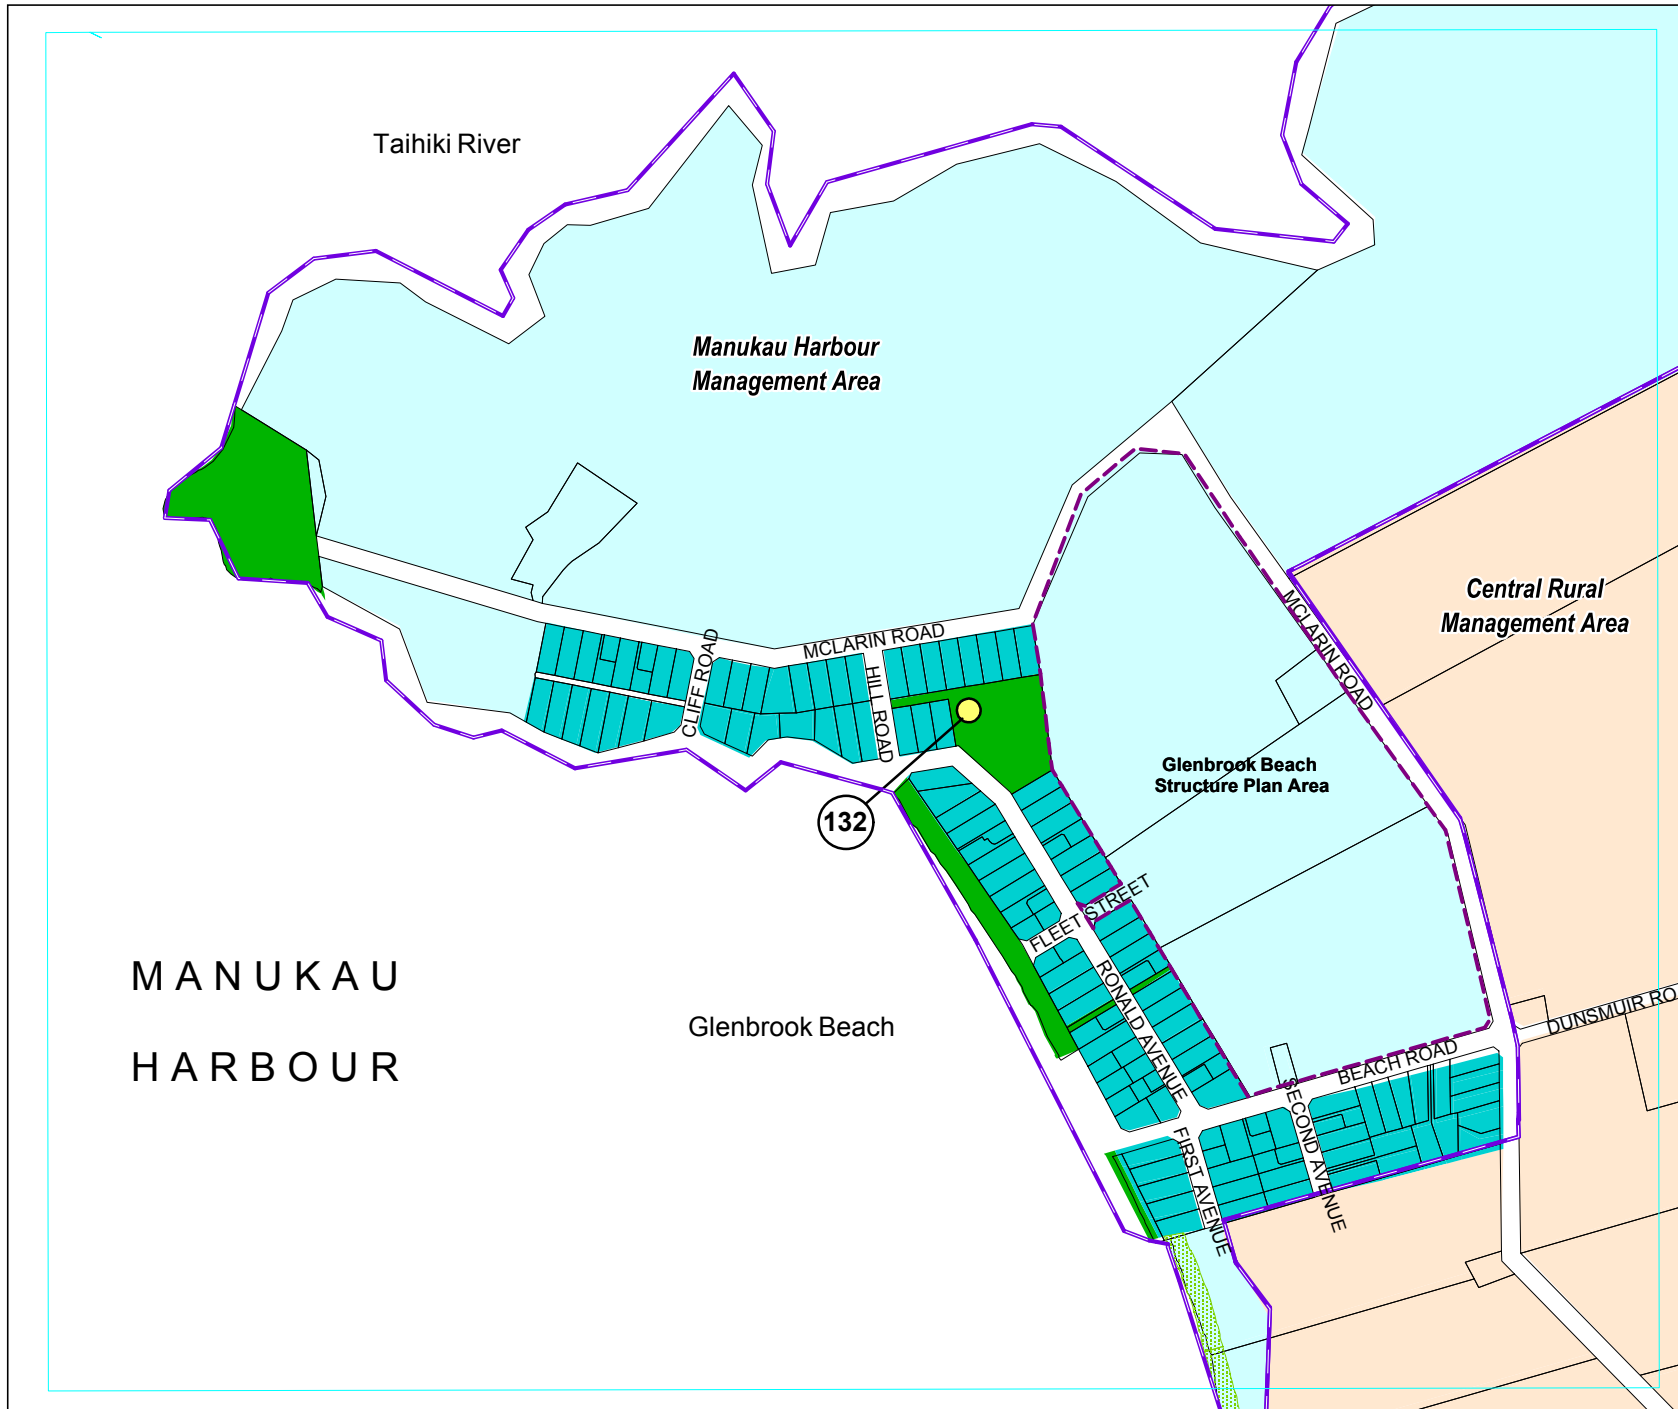 Taihiki River
Manukau Harbour
Management Area
Central Rural
Management Area
MCLARIN ROAD
MCLARIN ROAD
CLIFF ROAD
HILL ROAD
Glenbrook Beach
Structure Plan Area
132
FLEET STREET
RONALD AVENUE
MANUKAU
HARBOUR
Glenbrook Beach
DUNSMUIR RO
BEACH ROAD
SECOND AVENUE
FIRST AVENUE